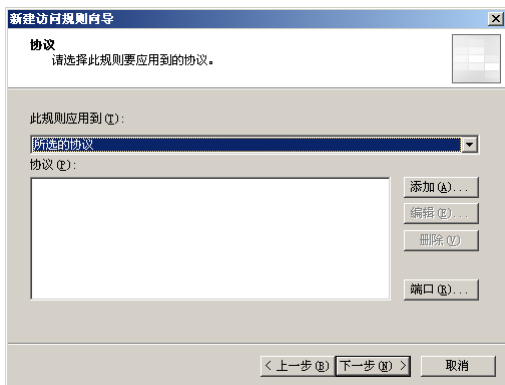 新建访问规则向导
协议
请选择此规则要应用到的协议。
此规则应用到(T):
所选的协议
协议(P):
添加(A)...
编辑(E)...
删除(V)
端口(R)...
< 上一步(B) 下一步(N) > 取消